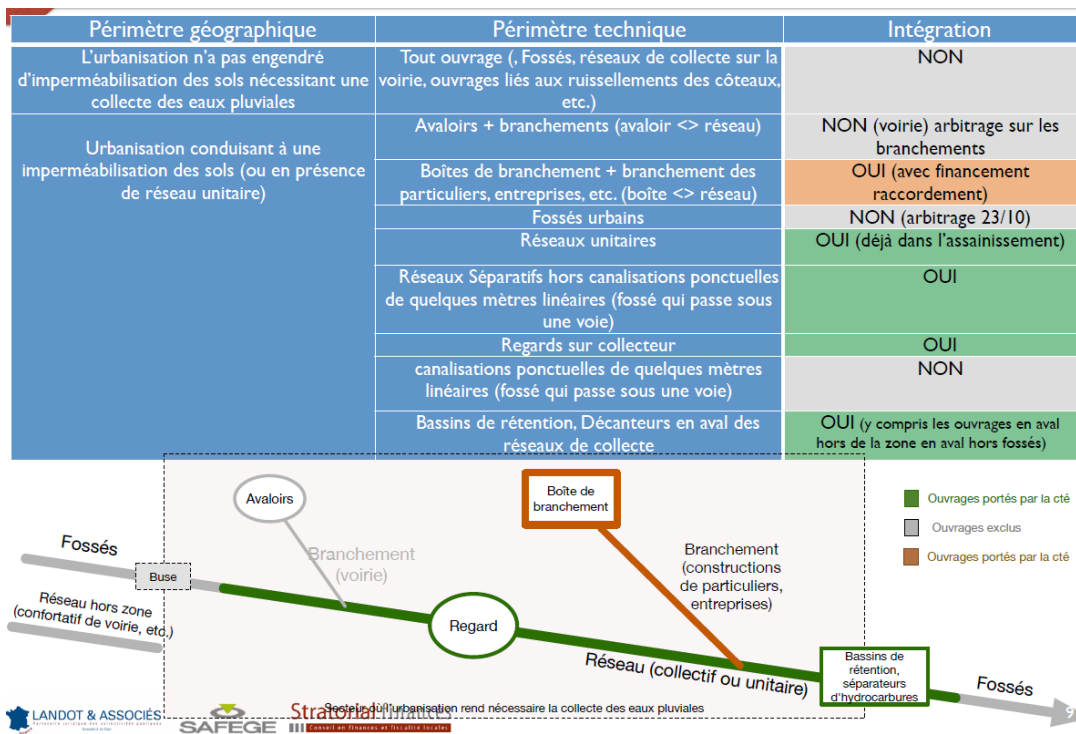 Périmètre géographique
Périmètre technique
Intégration
L'urbanisation n'a pas engendré
d'imperméabilisation des sols nécessitant une
collecte des eaux pluviales
Tout ouvrage (, Fossés, réseaux de collecte sur la
voirie, ouvrages liés aux ruissellements des côteaux,
etc.)
NON
Urbanisation conduisant à une
imperméabilisation des sols (ou en présence
de réseau unitaire)
Avaloirs + branchements (avaloir <> réseau)
NON (voirie) arbitrage sur les
branchements
Boîtes de branchement + branchement des
particuliers, entreprises, etc. (boîte <> réseau)
OUI (avec financement
raccordement)
Fossés urbains
NON (arbitrage 23/10)
Réseaux unitaires
OUI (déjà dans l'assainissement)
Réseaux Séparatifs hors canalisations ponctuelles
de quelques mètres linéaires (fossé qui passe sous
une voie)
OUI
Regards sur collecteur
OUI
canalisations ponctuelles de quelques mètres
linéaires (fossé qui passe sous une voie)
NON
Bassins de rétention, Décanteurs en aval des
réseaux de collecte
OUI (y compris les ouvrages en aval
hors de la zone en aval hors fossés)
Avaloirs
Boîte de
branchement
Ouvrages portés par la cté
Ouvrages exclus
Ouvrages portés par la cté
Fossés
Buse
Branchement
(voirie)
Branchement
(constructions
de particuliers,
entreprises)
Réseau hors zone
(confortatif de voirie, etc.)
Regard
Réseau (collectif ou unitaire)
Bassins de
rétention,
séparateurs
d'hydrocarbures
Fossés
9
Secteur où l'urbanisation rend nécessaire la collecte des eaux pluviales
LANDOT & ASSOCIÉS
SAFEGE
Stratorial finances
Conseil en finances et fiscalité locales